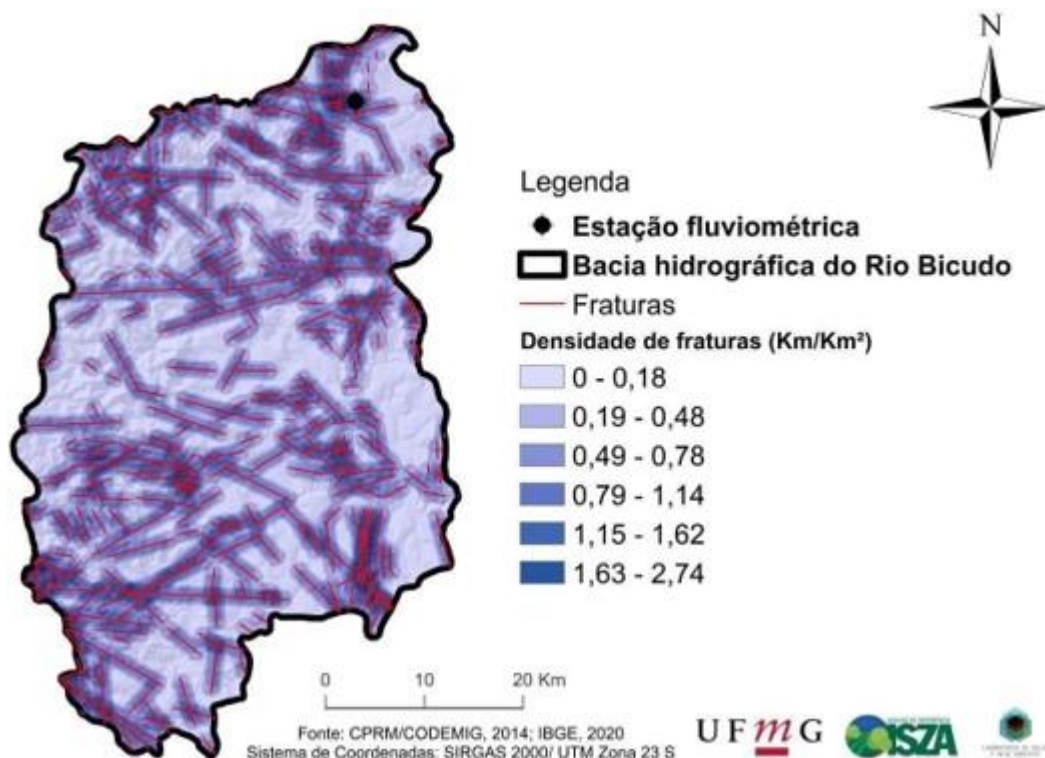 N
Legenda
Estação fluviométrica
Bacia hidrográfica do Rio Bicudo
Fraturas
Densidade de fraturas (Km/Km²)
0 - 0,18
0,19 - 0,48
0,49 - 0,78
0,79 - 1,14
1,15 - 1,62
1,63 - 2,74
0 10 20 Km
Fonte: CPRM/CODEMIG, 2014; IBGE, 2020
Sistema de Coordenadas: SIRGAS 2000/ UTM Zona 23 S
UFmG
ISZA